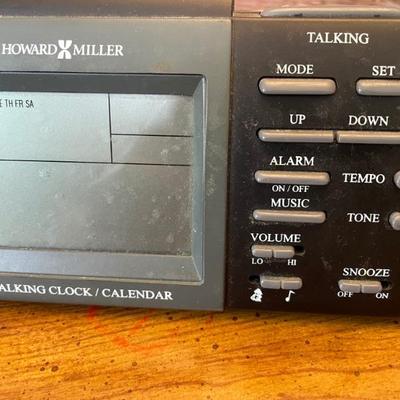 HOWARD MILLER
TALKING
MODE SET
E TH FR SA
UP DOWN
ALARM
ON / OFF
TEMPO
MUSIC
TONE
VOLUME
LO HI
SNOOZE
OFF ON
ALKING CLOCK / CALENDAR